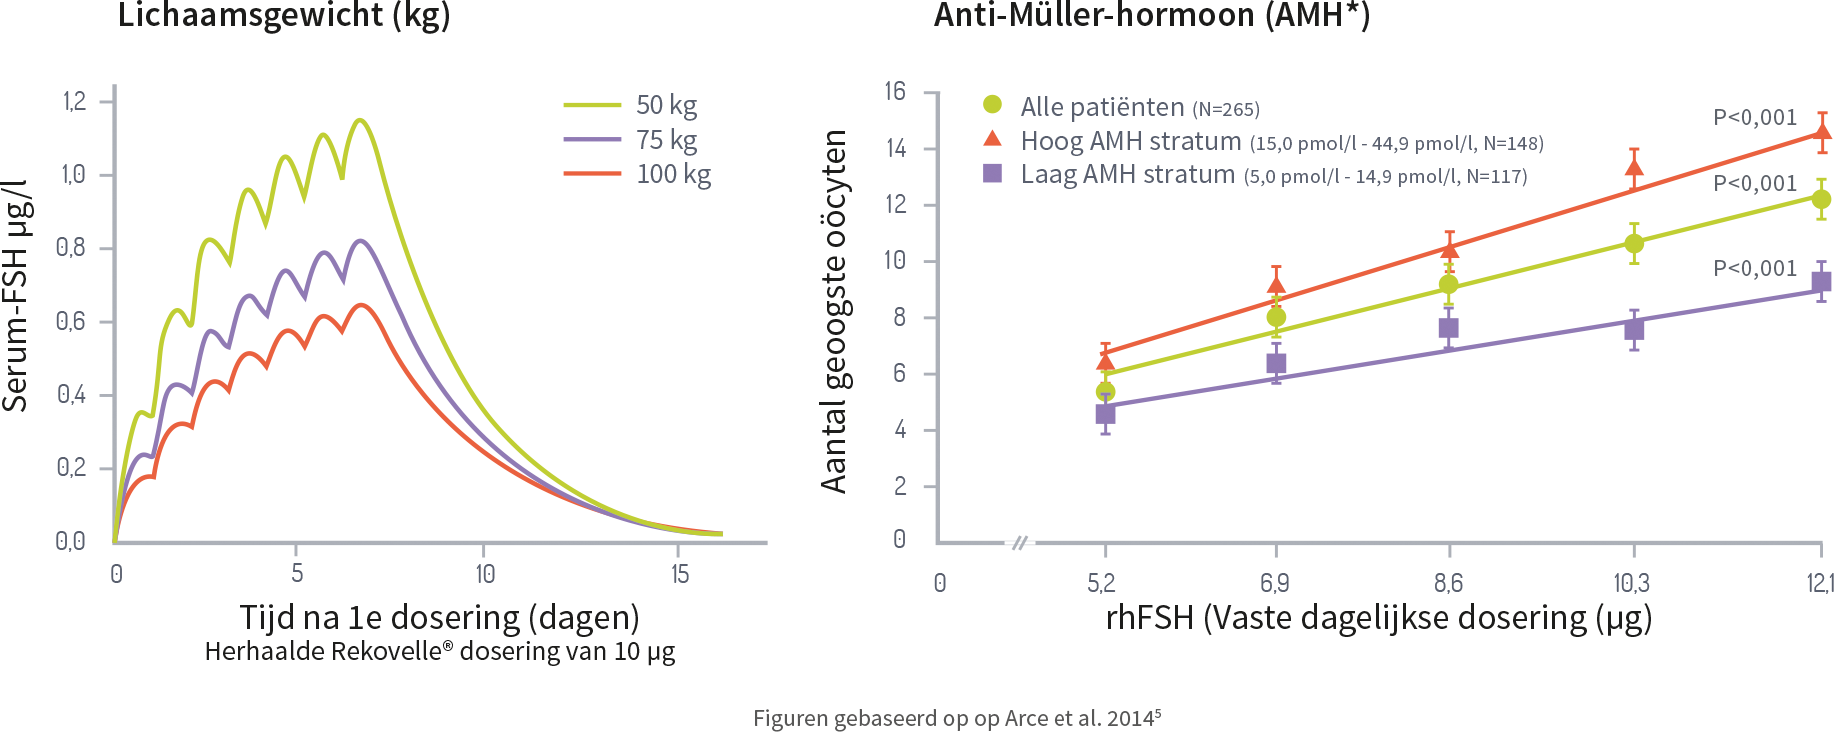 Lichaamsgewicht (kg)
Serum-FSH µg/l
1,2
1,0
0,8
0,6
0,4
0,2
0,0
50 kg
75 kg
100 kg
0
5
10
15
Tijd na 1e dosering (dagen)
Herhaalde Rekovelle® dosering van 10 µg
Anti-Müller-hormoon (AMH*)
Aantal geoogste oöcyten
16
14
12
10
8
6
4
2
0
Alle patiënten (N=265)
Hoog AMH stratum (15,0 pmol/l - 44,9 pmol/l, N=148)
Laag AMH stratum (5,0 pmol/l - 14,9 pmol/l, N=117)
P<0,001
P<0,001
P<0,001
0
5,2
6,9
8,6
10,3
12,1
rhFSH (Vaste dagelijkse dosering (µg)
Figuren gebaseerd op op Arce et al. 2014⁵